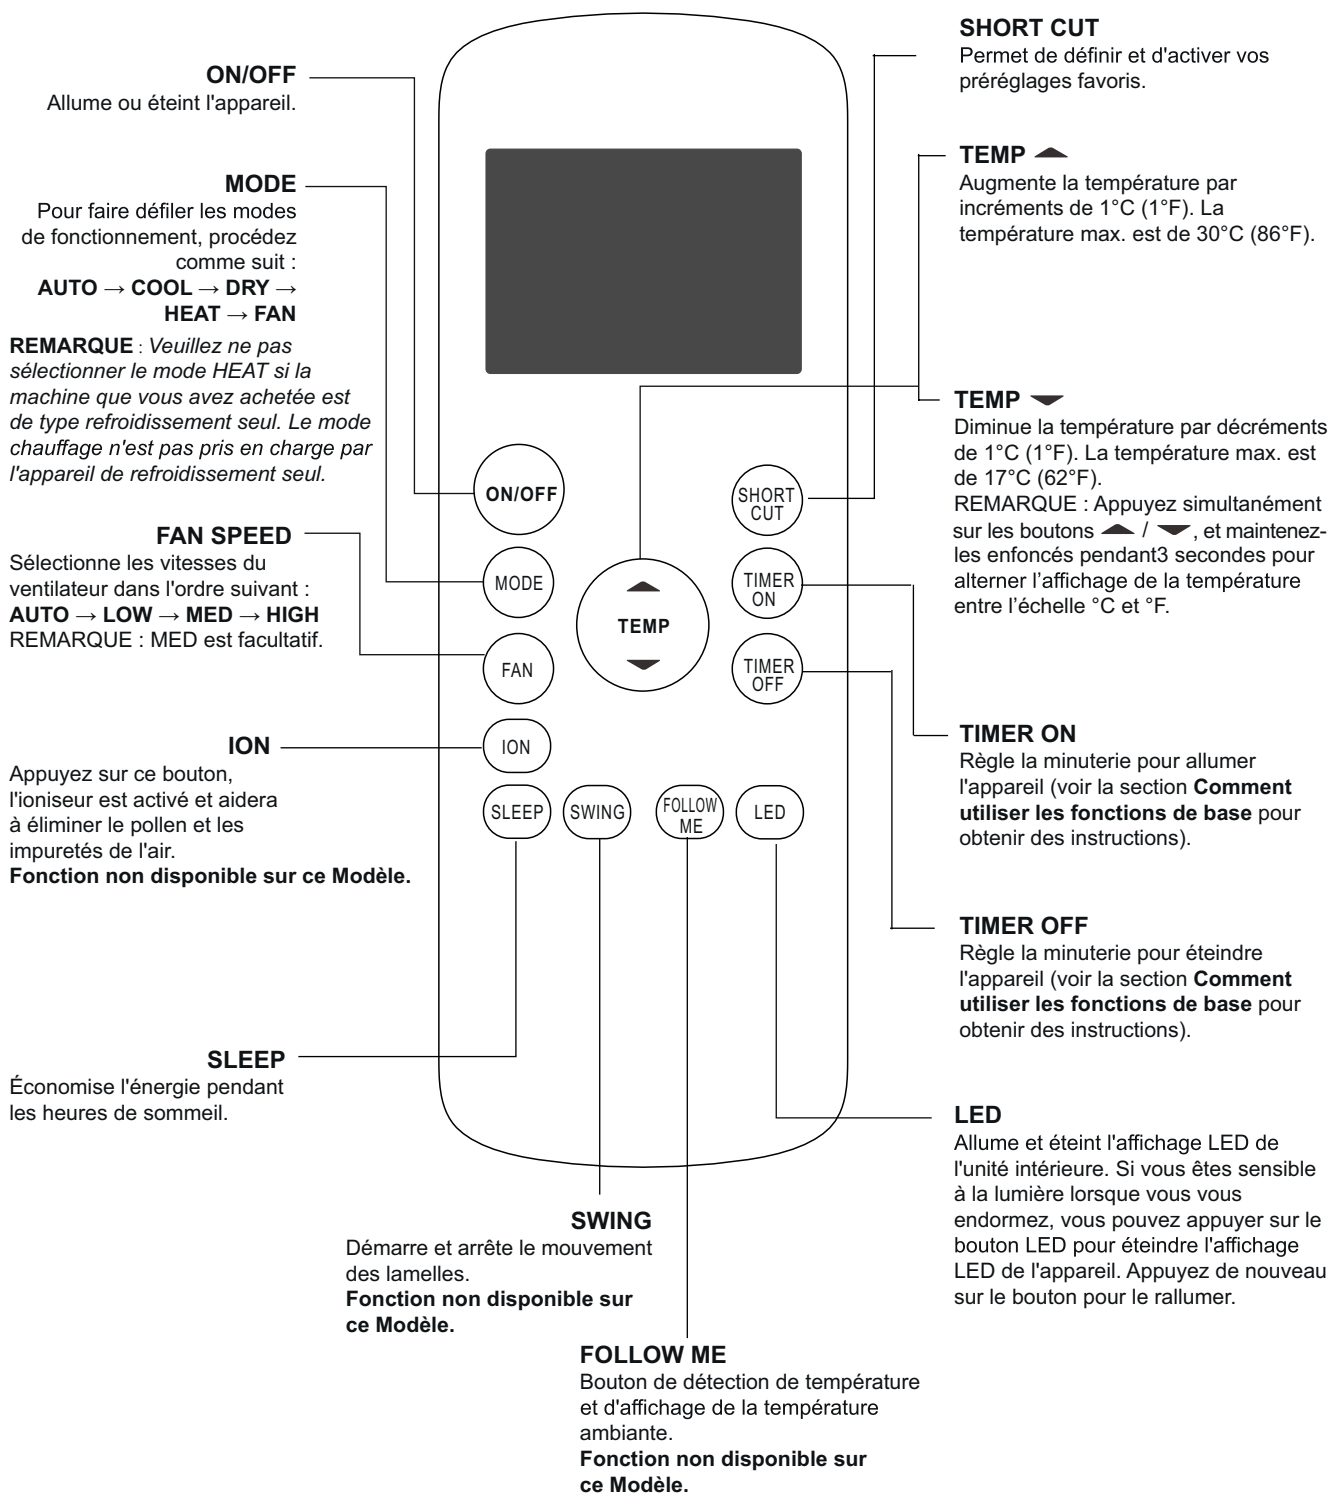 ON/OFF
Allume ou éteint l'appareil.
MODE
Pour faire défiler les modes
de fonctionnement, procédez
comme suit :
AUTO → COOL → DRY →
HEAT → FAN
REMARQUE : Veuillez ne pas
sélectionner le mode HEAT si la
machine que vous avez achetée est
de type refroidissement seul. Le mode
chauffage n'est pas pris en charge par
l'appareil de refroidissement seul.
FAN SPEED
Sélectionne les vitesses du
ventilateur dans l'ordre suivant :
AUTO → LOW → MED → HIGH
REMARQUE : MED est facultatif.
ION
Appuyez sur ce bouton,
l'ioniseur est activé et aidera
à éliminer le pollen et les
impuretés de l'air.
Fonction non disponible sur ce Modèle.
SLEEP
Économise l'énergie pendant
les heures de sommeil.
ON/OFF
MODE
FAN
ION
SLEEP
SWING
FOLLOW
ME
LED
TEMP
SHORT
CUT
TIMER
ON
TIMER
OFF
SWING
Démarre et arrête le mouvement
des lamelles.
Fonction non disponible sur
ce Modèle.
FOLLOW ME
Bouton de détection de température
et d'affichage de la température
ambiante.
Fonction non disponible sur
ce Modèle.
SHORT CUT
Permet de définir et d'activer vos
préréglages favoris.
TEMP
Augmente la température par
incréments de 1°C (1°F). La
température max. est de 30°C (86°F).
TEMP
Diminue la température par décréments
de 1°C (1°F). La température max. est
de 17°C (62°F).
REMARQUE : Appuyez simultanément
sur les boutons / , et maintenez-
les enfoncés pendant3 secondes pour
alterner l’affichage de la température
entre l’échelle °C et °F.
TIMER ON
Règle la minuterie pour allumer
l'appareil (voir la section Comment
utiliser les fonctions de base pour
obtenir des instructions).
TIMER OFF
Règle la minuterie pour éteindre
l'appareil (voir la section Comment
utiliser les fonctions de base pour
obtenir des instructions).
LED
Allume et éteint l'affichage LED de
l'unité intérieure. Si vous êtes sensible
à la lumière lorsque vous vous
endormez, vous pouvez appuyer sur le
bouton LED pour éteindre l'affichage
LED de l'appareil. Appuyez de nouveau
sur le bouton pour le rallumer.